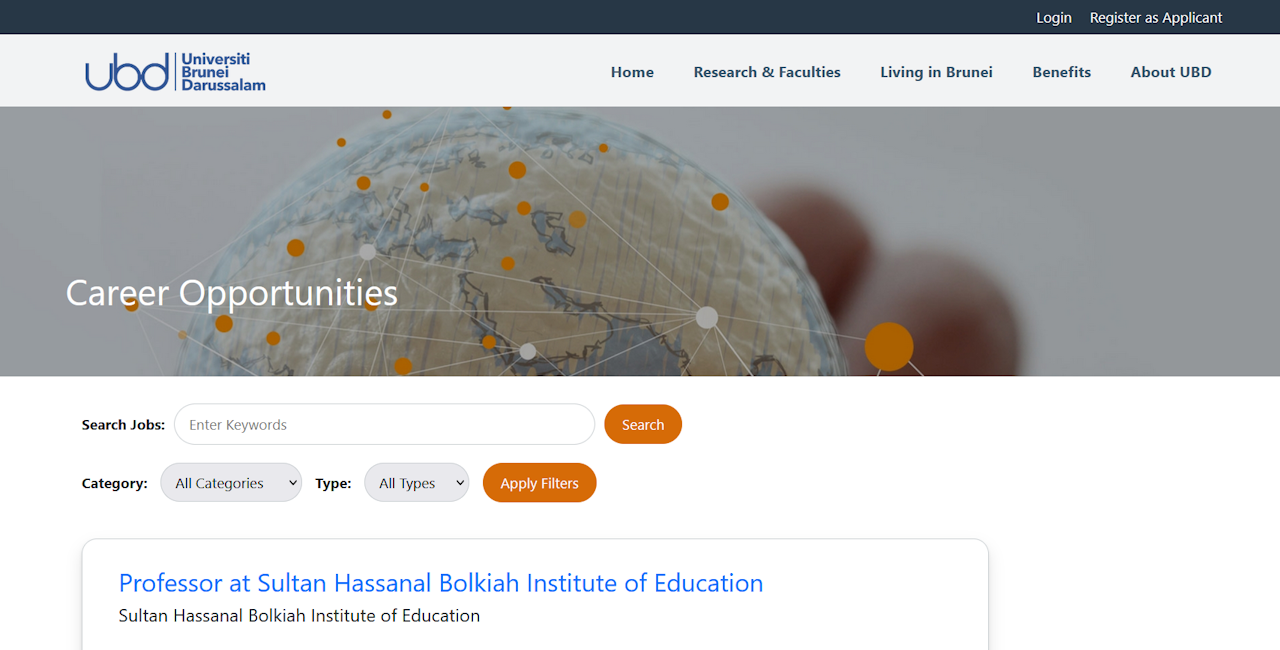 Login Register as Applicant
ubd Universiti
Brunei
Darussalam
Home Research & Faculties Living in Brunei Benefits About UBD
Career Opportunities
Search Jobs: Enter Keywords Search
Category: All Categories Type: All Types Apply Filters
Professor at Sultan Hassanal Bolkiah Institute of Education
Sultan Hassanal Bolkiah Institute of Education